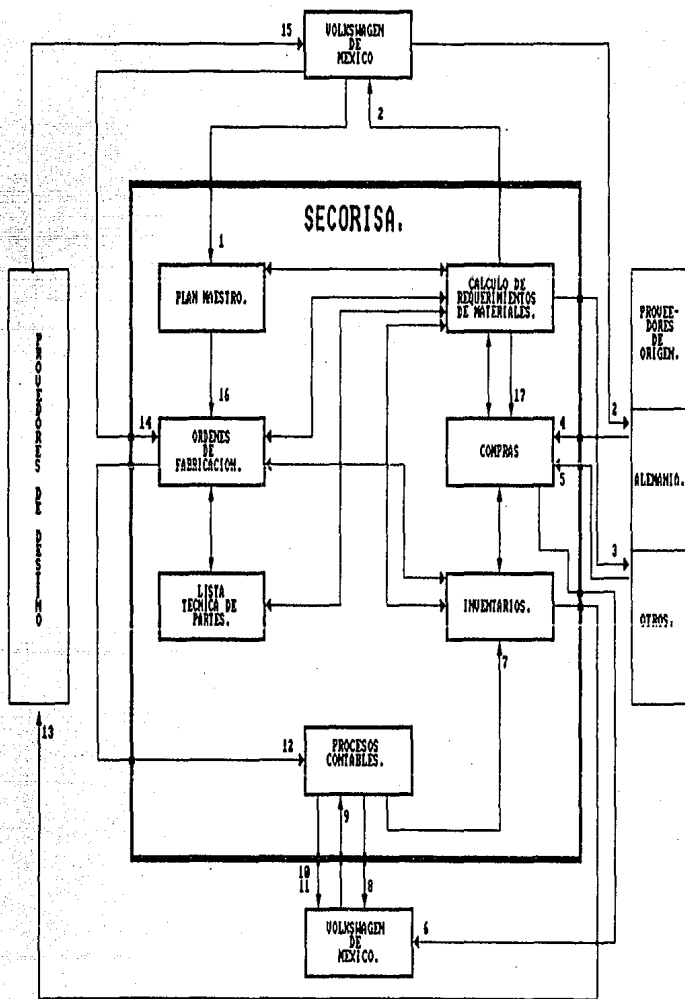 15
VOLKSWAGEN
DE
MEXICO
2
SECORISA.
1
PLAN MAESTRO.
CALCULO DE
REQUERIMIENTOS
DE MATERIALES.
PROVEE-
DORES
DE
ORIGEN.
16
17
14
ORDENES
DE
FABRICACION.
COMPRAS
4
5
2
ALEMANIA.
3
LISTA
TECNICA DE
PARTES.
INVENTARIOS.
OTROS.
7
PROVEEDORES DE DESTINO
13
12
PROCESOS
CONTABLES.
9
10
11
8
VOLKSWAGEN
DE
MEXICO.
6